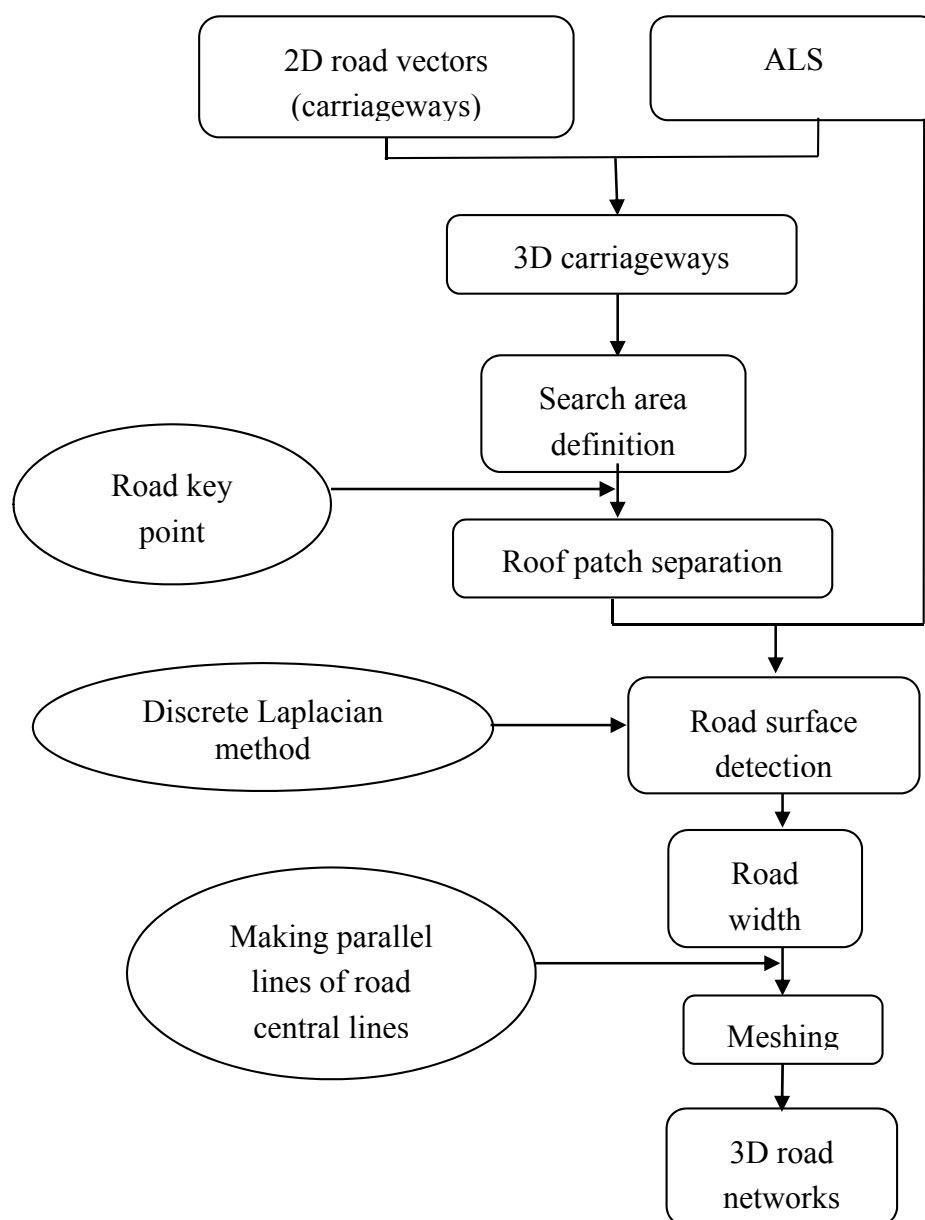 2D road vectors
(carriageways)
ALS
3D carriageways
Search area
definition
Road key
point
Roof patch separation
Discrete Laplacian
method
Road surface
detection
Road
width
Making parallel
lines of road
central lines
Meshing
3D road
networks